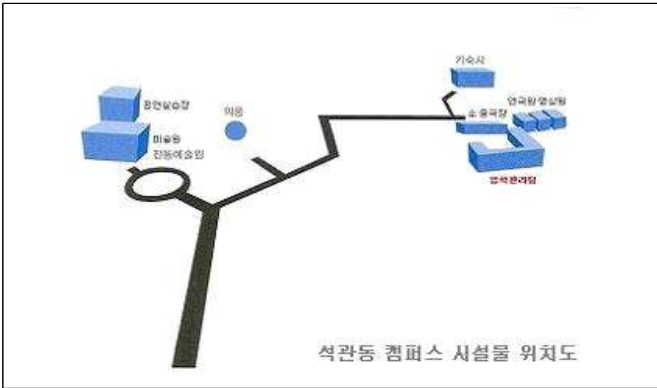 기숙사
공연실습장
연극원 영상원
의릉
소·중극장
미술원
전통예술원
석관동 캠퍼스 시설물 위치도